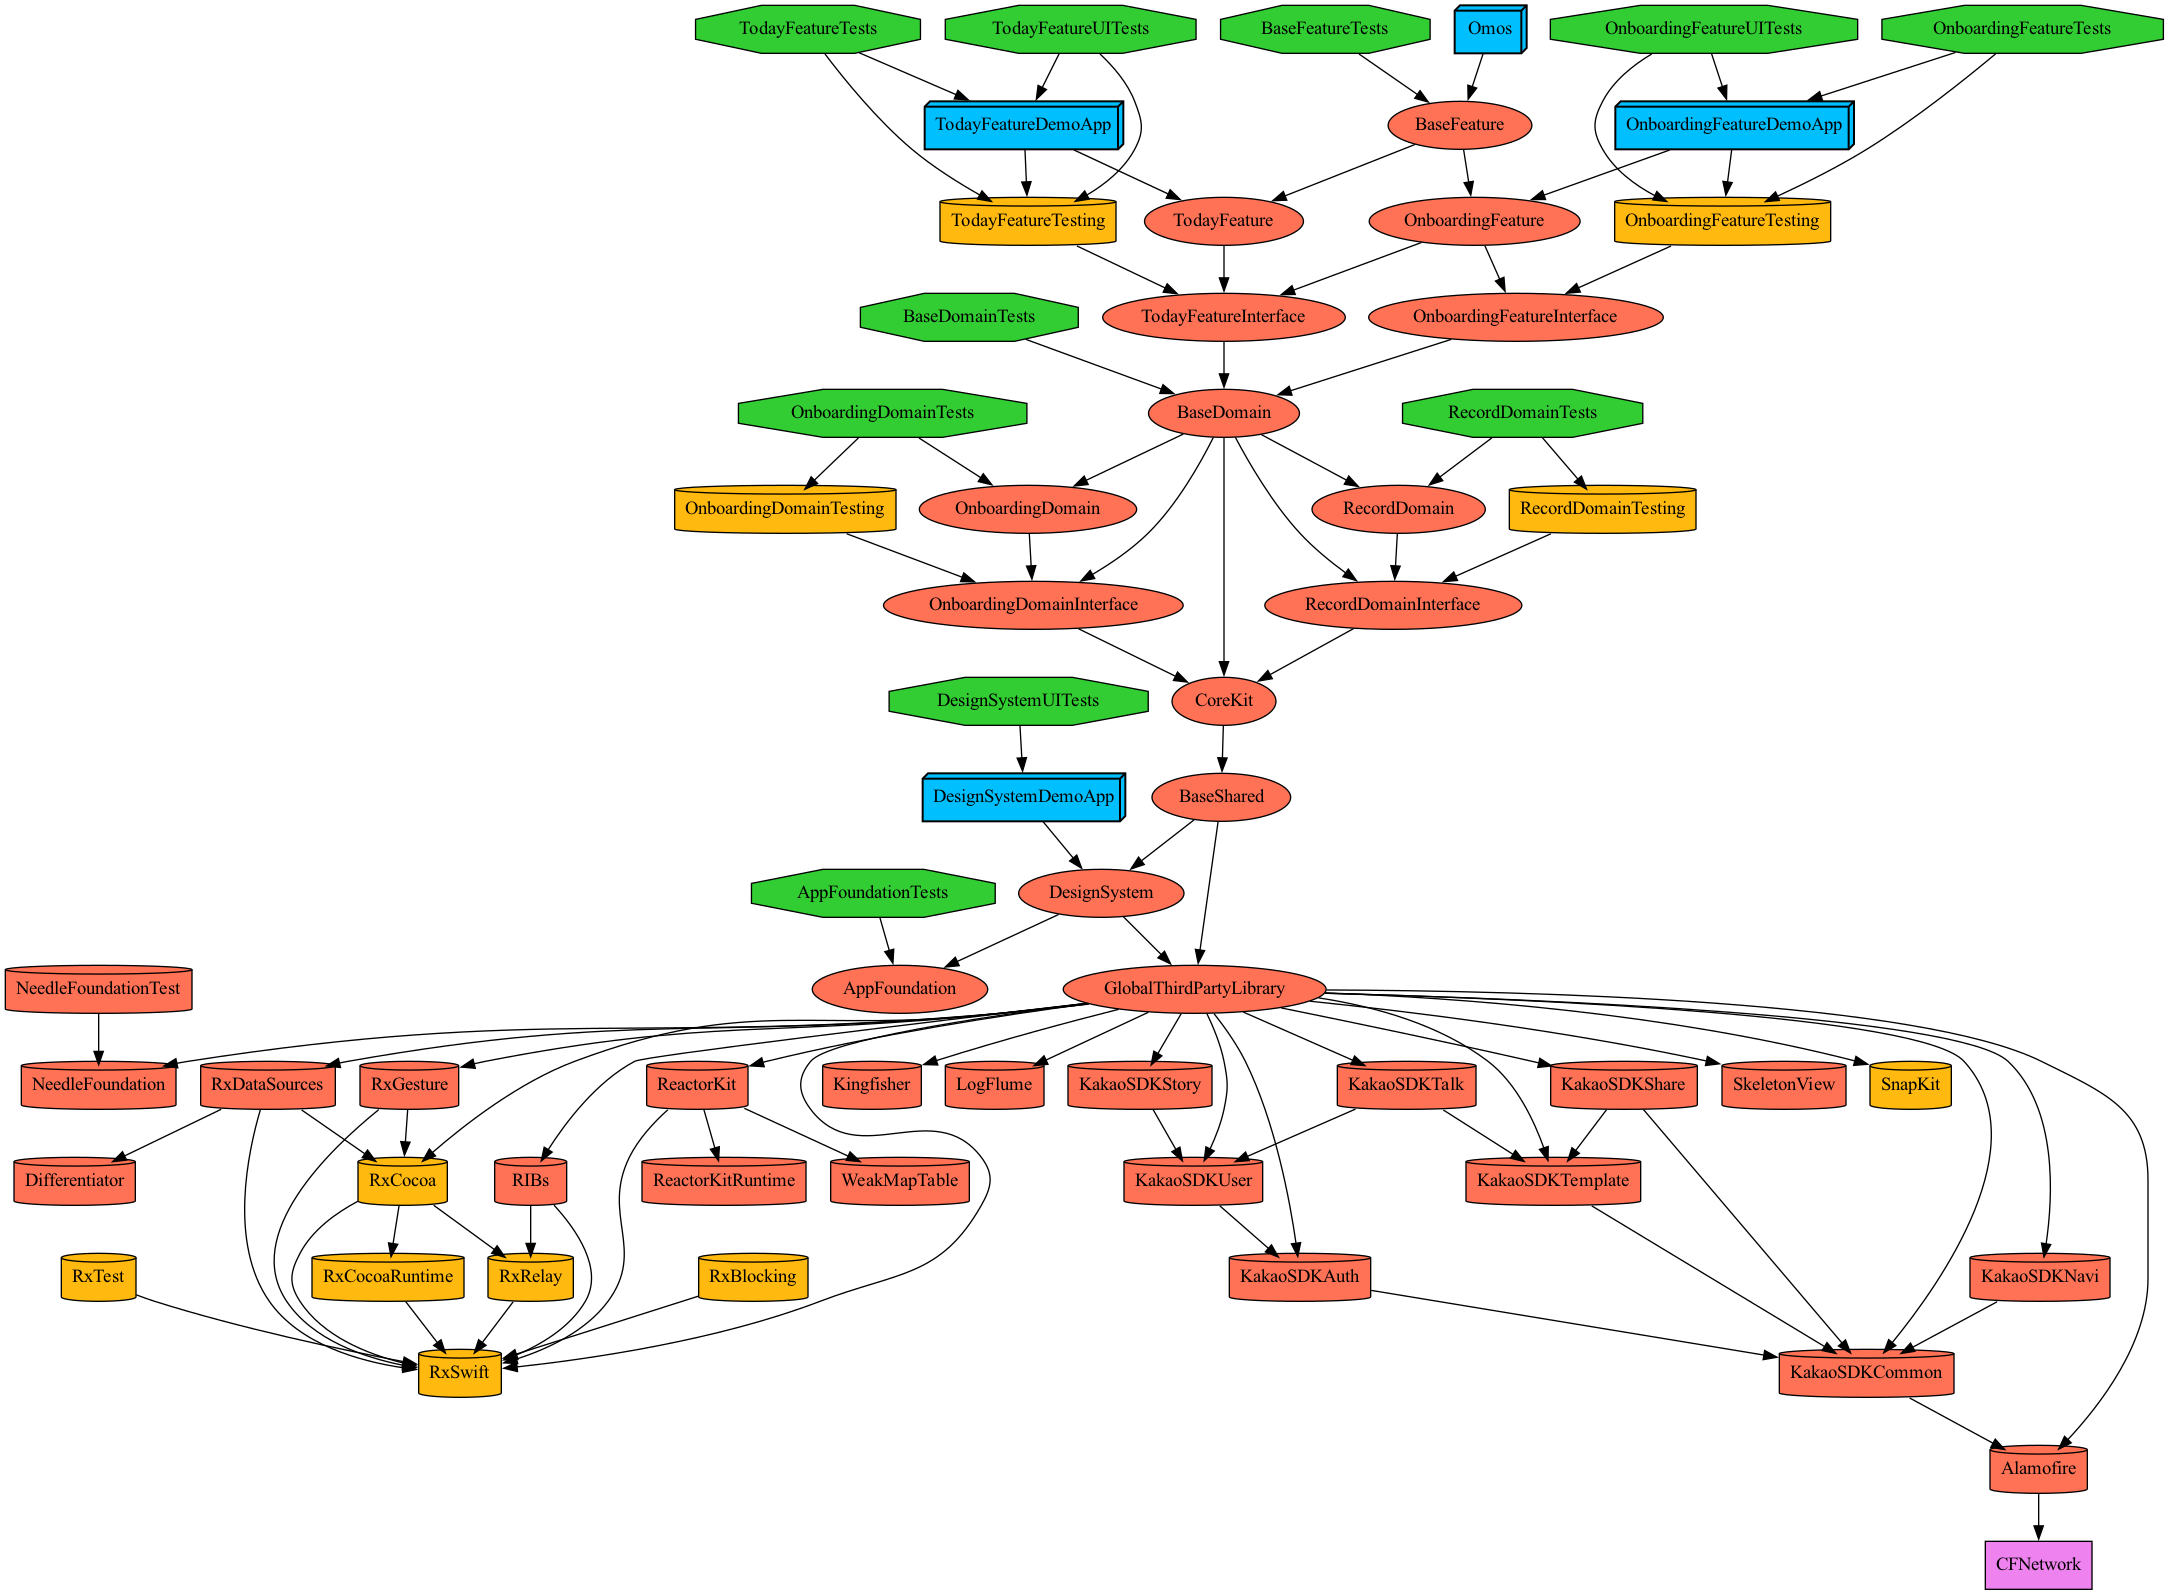 TodayFeatureTests
TodayFeatureUITests
BaseFeatureTests
Omos
OnboardingFeatureUITests
OnboardingFeatureTests
TodayFeatureDemoApp
BaseFeature
OnboardingFeatureDemoApp
TodayFeatureTesting
TodayFeature
OnboardingFeature
OnboardingFeatureTesting
BaseDomainTests
TodayFeatureInterface
OnboardingFeatureInterface
OnboardingDomainTests
BaseDomain
RecordDomainTests
OnboardingDomainTesting
OnboardingDomain
RecordDomain
RecordDomainTesting
OnboardingDomainInterface
RecordDomainInterface
DesignSystemUITests
CoreKit
DesignSystemDemoApp
BaseShared
AppFoundationTests
DesignSystem
NeedleFoundationTest
AppFoundation
GlobalThirdPartyLibrary
NeedleFoundation
RxDataSources
RxGesture
ReactorKit
Kingfisher
LogFlume
KakaoSDKStory
KakaoSDKTalk
KakaoSDKShare
SkeletonView
SnapKit
Differentiator
RxCocoa
RIBs
ReactorKitRuntime
WeakMapTable
KakaoSDKUser
KakaoSDKTemplate
RxTest
RxCocoaRuntime
RxRelay
RxBlocking
KakaoSDKAuth
KakaoSDKNavi
RxSwift
KakaoSDKCommon
Alamofire
CFNetwork